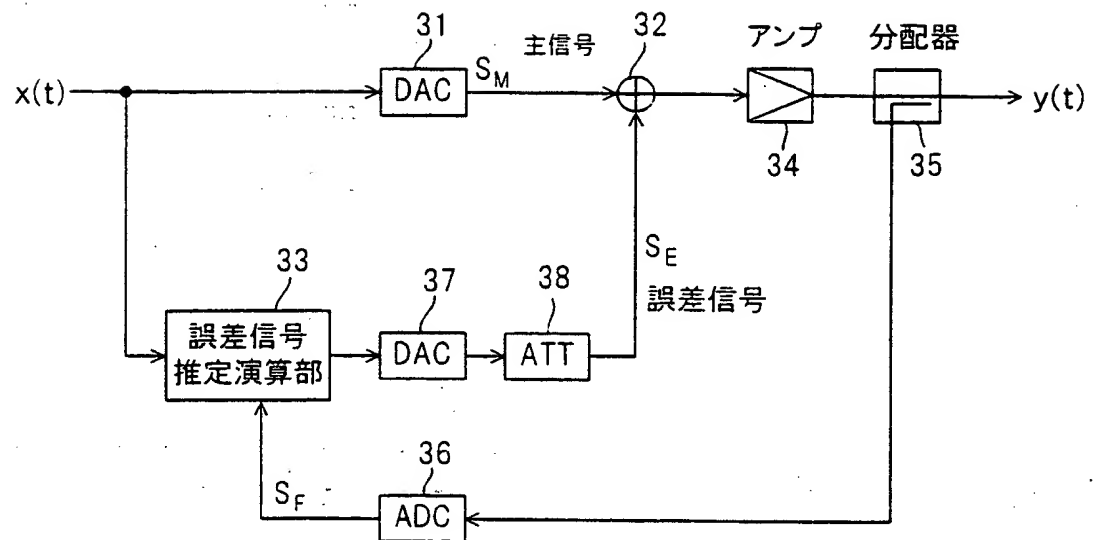 31
32
アンプ
分配器
主信号
x(t)
DAC
S_M
y(t)
34
35
33
37
38
S_E
誤差信号
誤差信号
推定演算部
DAC
ATT
36
S_F
ADC